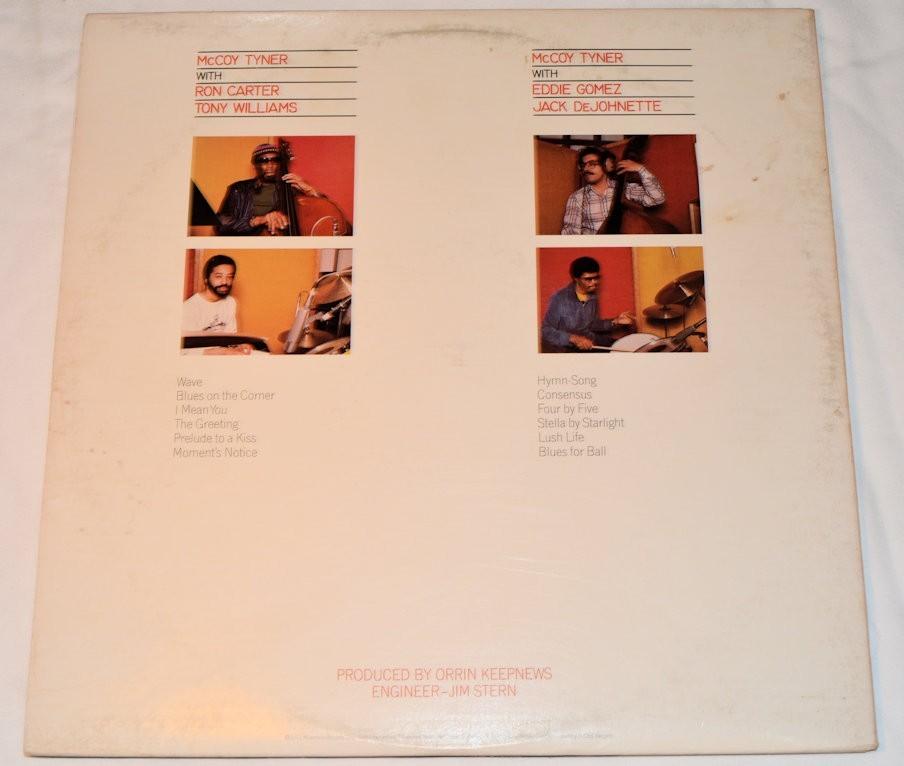 McCOY TYNER
WITH
RON CARTER
TONY WILLIAMS
Wave
Blues on the Corner
I Mean You
The Greeting
Prelude to a Kiss
Moment's Notice
McCOY TYNER
WITH
EDDIE GOMEZ
JACK DeJOHNETTE
Hymn-Song
Consensus
Four by Five
Stella by Starlight
Lush Life
Blues for Ball
PRODUCED BY ORRIN KEEPNEWS
ENGINEER–JIM STERN